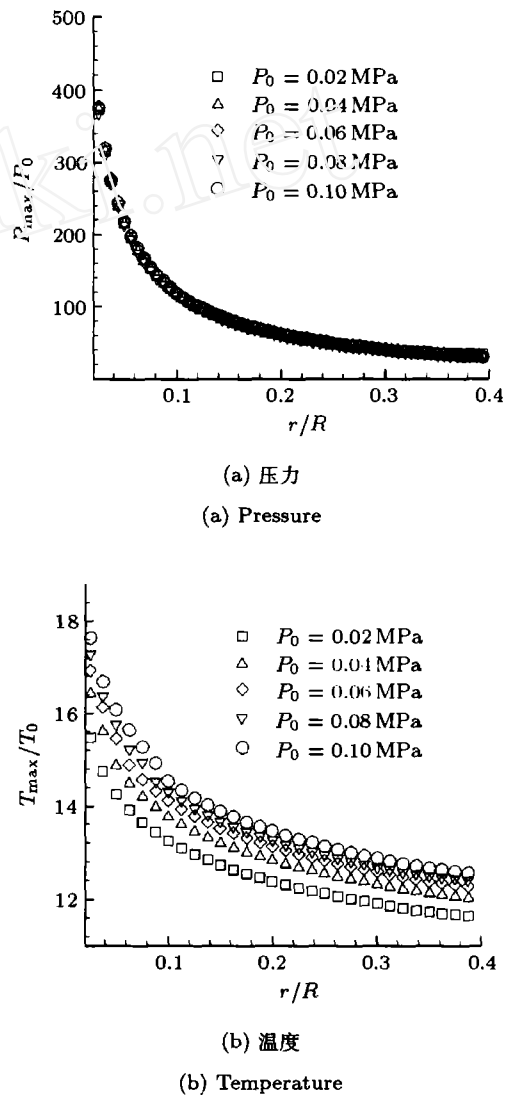 500
400
300
200
100
P_max/P_0
P_0 = 0.02 MPa
P_0 = 0.04 MPa
P_0 = 0.06 MPa
P_0 = 0.08 MPa
P_0 = 0.10 MPa
0.1 0.2 0.3 0.4
r/R
(a) 压力
(a) Pressure
18
16
14
12
T_max/T_0
P_0 = 0.02 MPa
P_0 = 0.04 MPa
P_0 = 0.06 MPa
P_0 = 0.08 MPa
P_0 = 0.10 MPa
0.1 0.2 0.3 0.4
r/R
(b) 温度
(b) Temperature